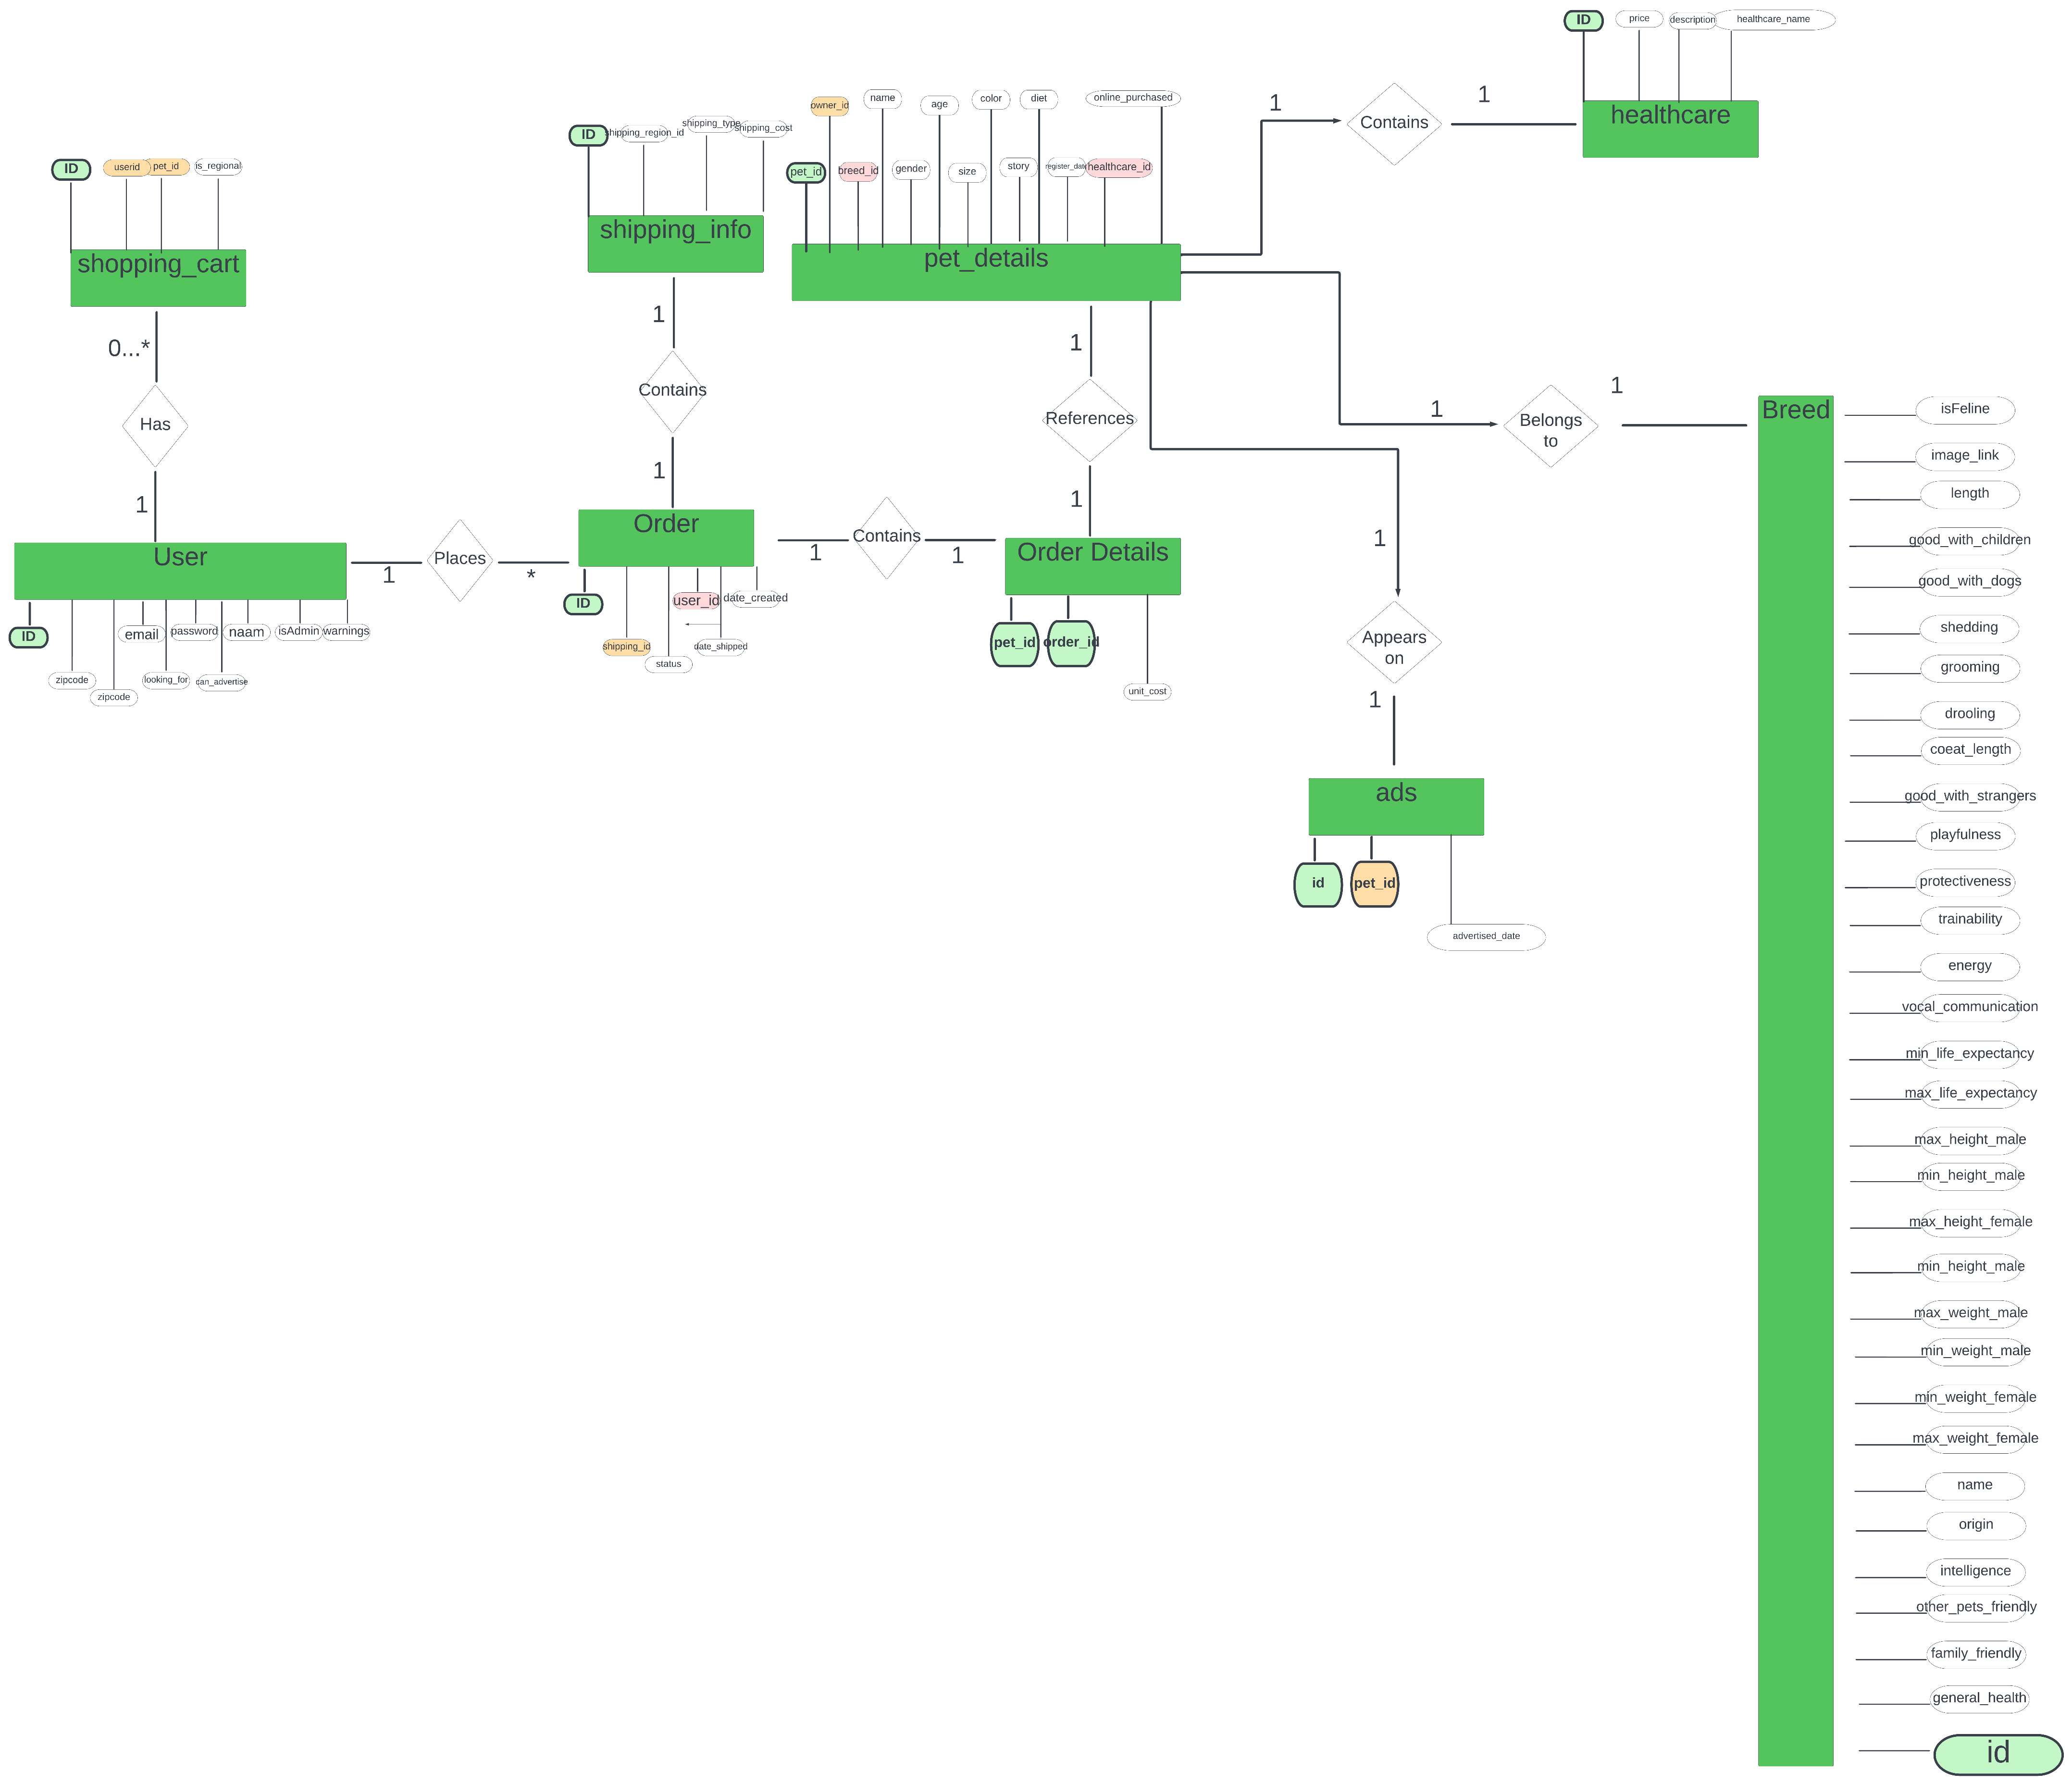 ID
price
description
healthcare_name
healthcare
1
Contains
1
owner_id
name
age
color
diet
online_purchased
pet_id
breed_id
gender
size
story
register_date
healthcare_id
pet_details
ID
shipping_region_id
shipping_type
shipping_cost
shipping_info
ID
userid
pet_id
is_regional
shopping_cart
0...*
Has
1
User
ID
zipcode
zipcode
email
looking_for
password
can_advertise
naam
isAdmin
warnings
1
Places
*
1
Contains
1
Order
ID
shipping_id
status
user_id
date_shipped
date_created
1
Contains
1
1
References
1
Order Details
pet_id
order_id
unit_cost
1
Belongs
to
1
1
Appears
on
1
ads
id
pet_id
advertised_date
Breed
isFeline
image_link
length
good_with_children
good_with_dogs
shedding
grooming
drooling
coeat_length
good_with_strangers
playfulness
protectiveness
trainability
energy
vocal_communication
min_life_expectancy
max_life_expectancy
max_height_male
min_height_male
max_height_female
min_height_male
max_weight_male
min_weight_male
min_weight_female
max_weight_female
name
origin
intelligence
other_pets_friendly
family_friendly
general_health
id